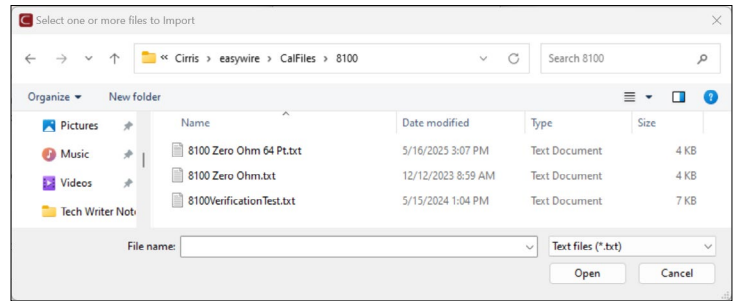 Select one or more files to Import
« Cirris › easywire › CalFiles › 8100
Search 8100
Organize
New folder
Name
Date modified
Type
Size
Pictures
8100 Zero Ohm 64 Pt.txt
5/16/2025 3:07 PM
Text Document
4 KB
Music
8100 Zero Ohm.txt
12/12/2023 8:59 AM
Text Document
4 KB
Videos
8100VerificationTest.txt
5/15/2024 1:04 PM
Text Document
7 KB
Tech Writer Note
File name:
Text files (*.txt)
Open
Cancel